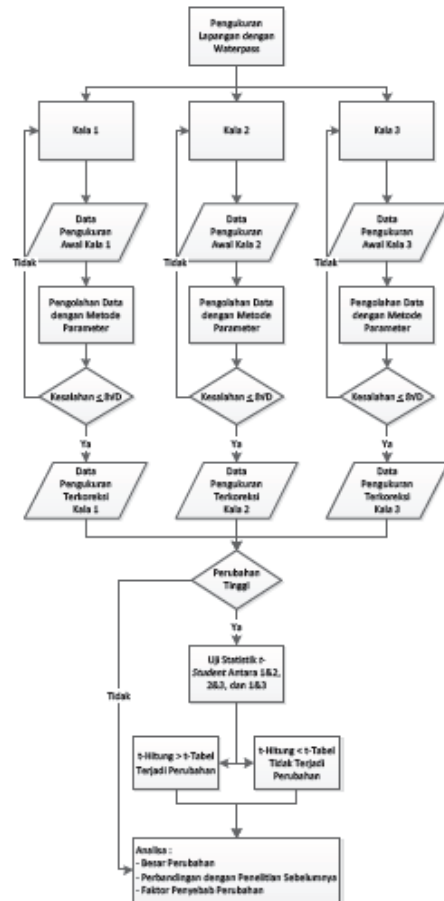 Pengukuran
Lapangan dengan
Waterpass
Kala 1
Kala 2
Kala 3
Data
Pengukuran
Awal Kala 1
Data
Pengukuran
Awal Kala 2
Data
Pengukuran
Awal Kala 3
Tidak
Tidak
Tidak
Pengolahan Data
dengan Metode
Parameter
Pengolahan Data
dengan Metode
Parameter
Pengolahan Data
dengan Metode
Parameter
Kesalahan ≤ 8√D
Kesalahan ≤ 8√D
Kesalahan ≤ 8√D
Ya
Ya
Ya
Data
Pengukuran
Terkoreksi
Kala 1
Data
Pengukuran
Terkoreksi
Kala 2
Data
Pengukuran
Terkoreksi
Kala 3
Perubahan
Tinggi
Ya
Tidak
Uji Statistik t-
Student Antara 1&2,
2&3, dan 1&3
t-Hitung > t-Tabel
Terjadi Perubahan
t-Hitung < t-Tabel
Tidak Terjadi
Perubahan
Analisa :
- Besar Perubahan
- Perbandingan dengan Penelitian Sebelumnya
- Faktor Penyebab Perubahan